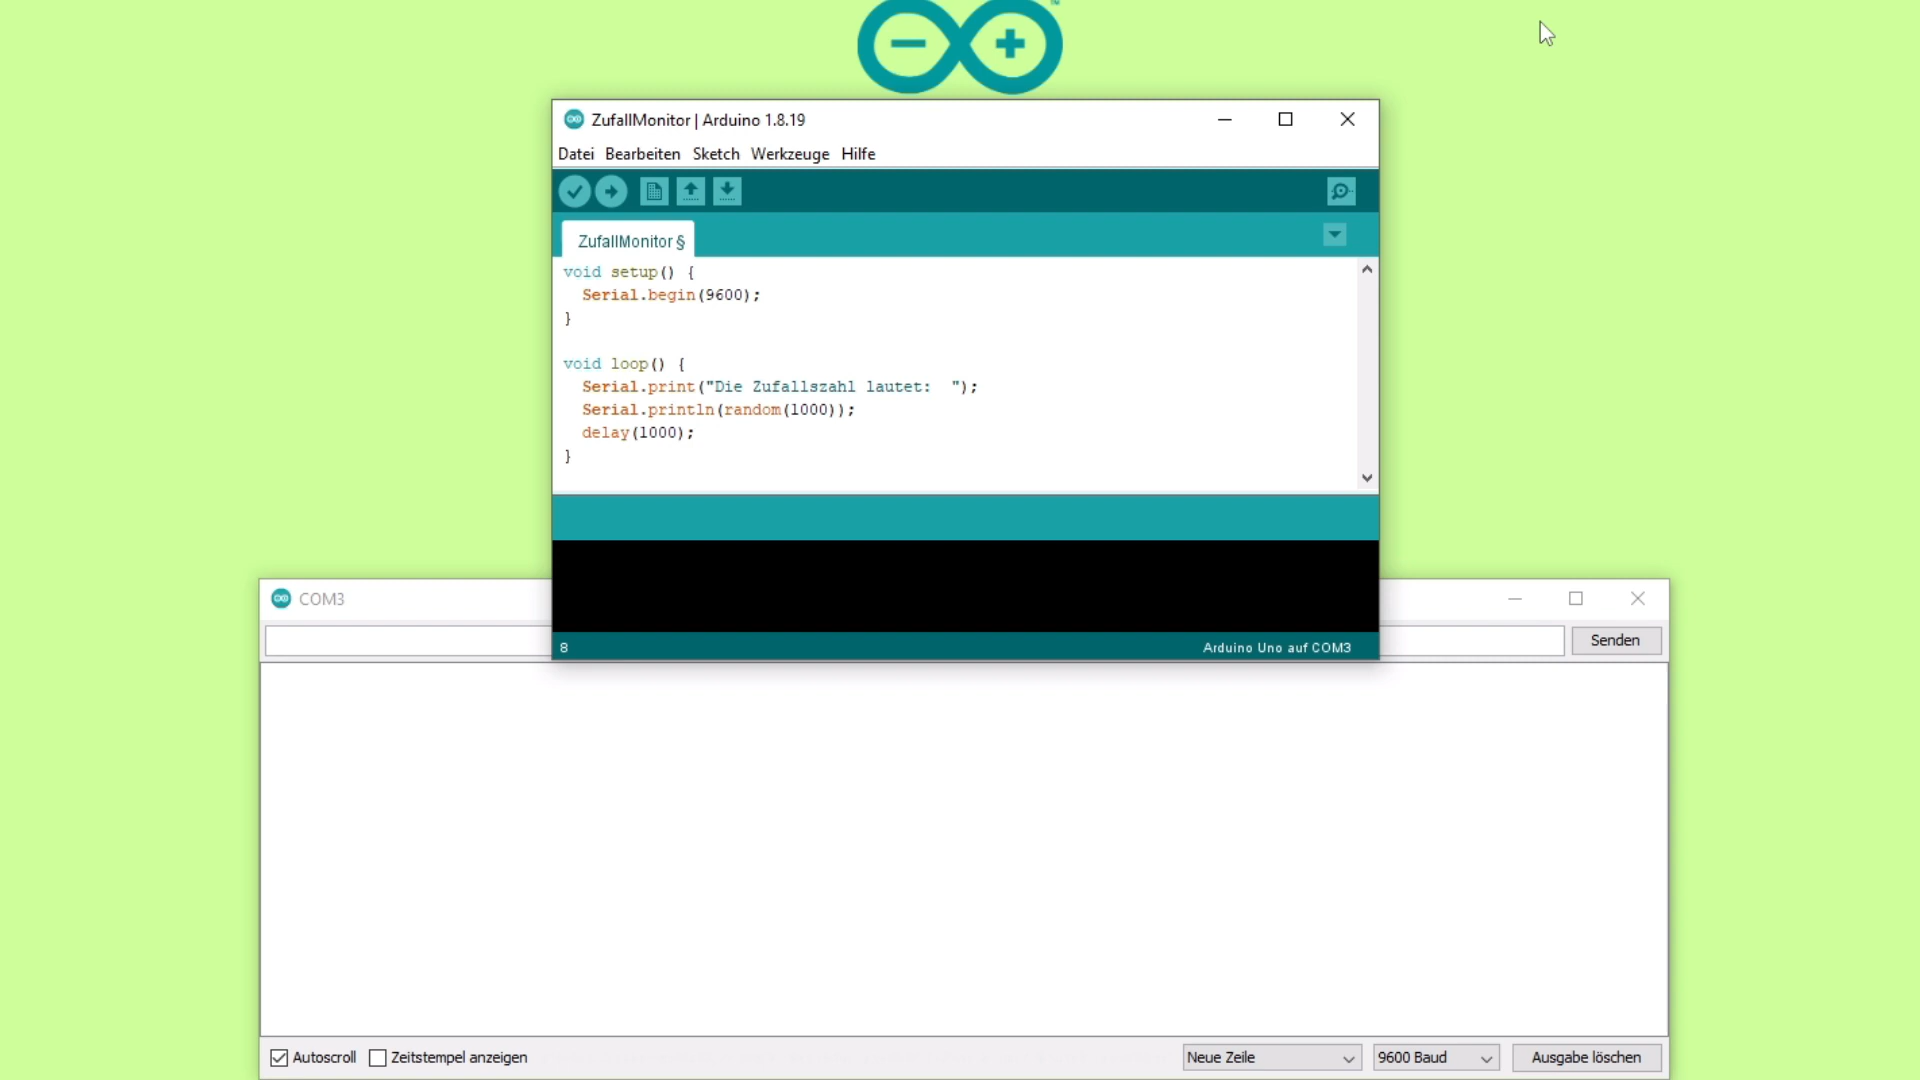 ZufallMonitor | Arduino 1.8.19
Datei Bearbeiten Sketch Werkzeuge Hilfe
ZufallMonitor §
void setup() {
  Serial.begin(9600);
}

void loop() {
  Serial.print("Die Zufallszahl lautet:  ");
  Serial.println(random(1000));
  delay(1000);
}
8
Arduino Uno auf COM3
COM3
Senden
Autoscroll Zeitstempel anzeigen Neue Zeile 9600 Baud Ausgabe löschen